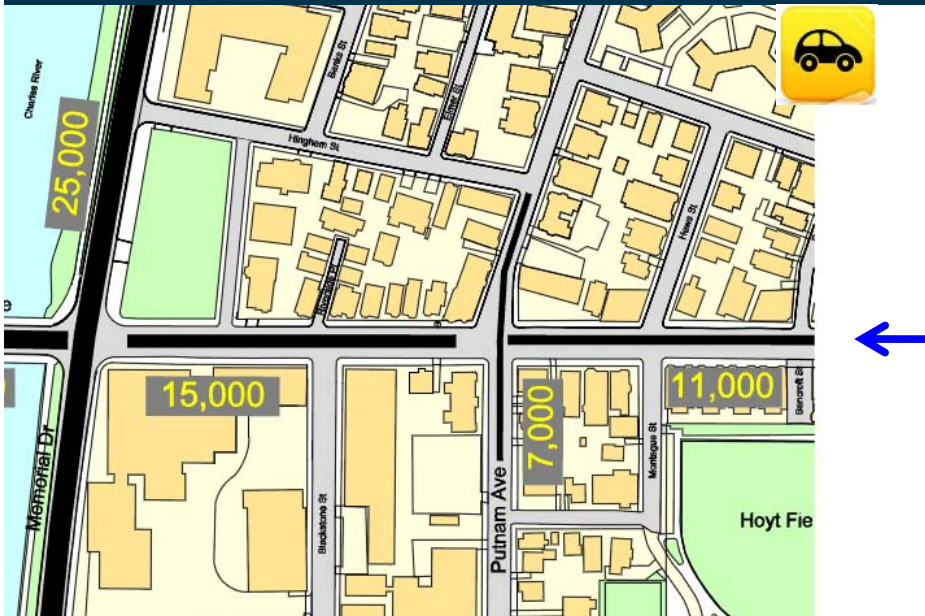 Charles River
25,000
Banks St
Elmer St
Hingham St
Hews St
e
15,000
7,000
11,000
Bancroft St
Memorial Dr
Montague St
Blackstone St
Putnam Ave
Hoyt Fie